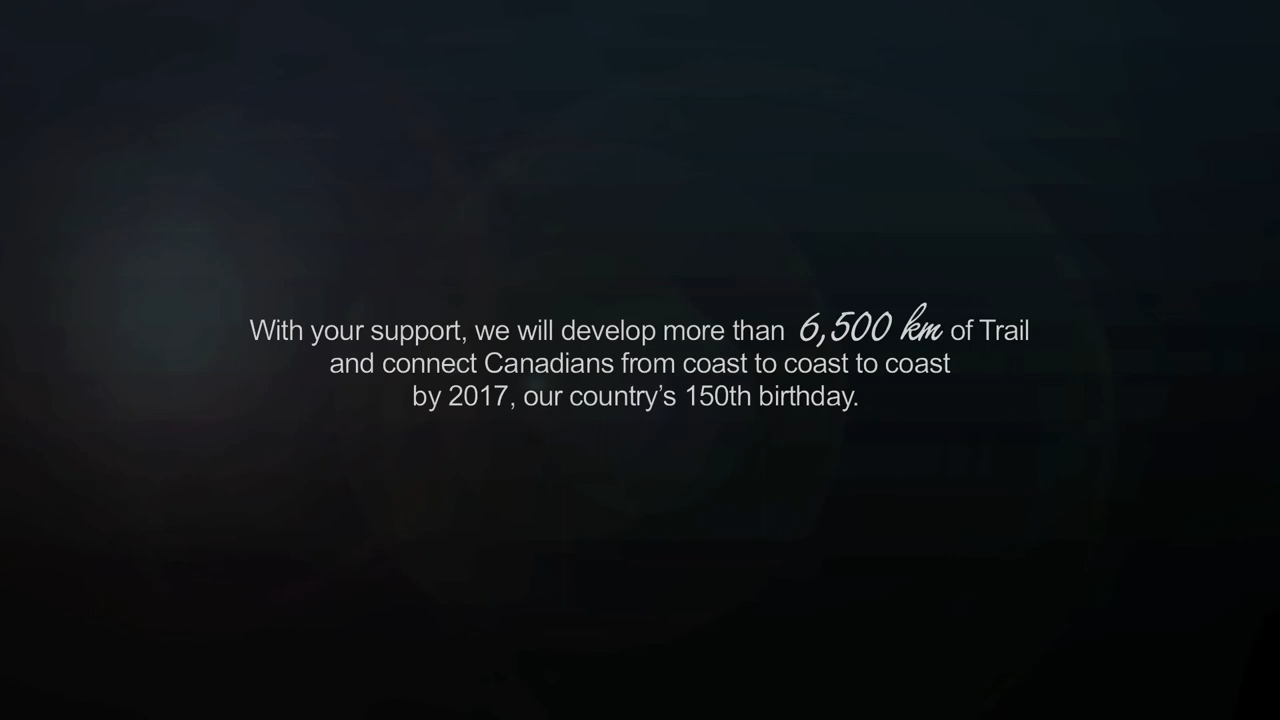 With your support, we will develop more than 6,500 km of Trail
and connect Canadians from coast to coast to coast
by 2017, our country’s 150th birthday.